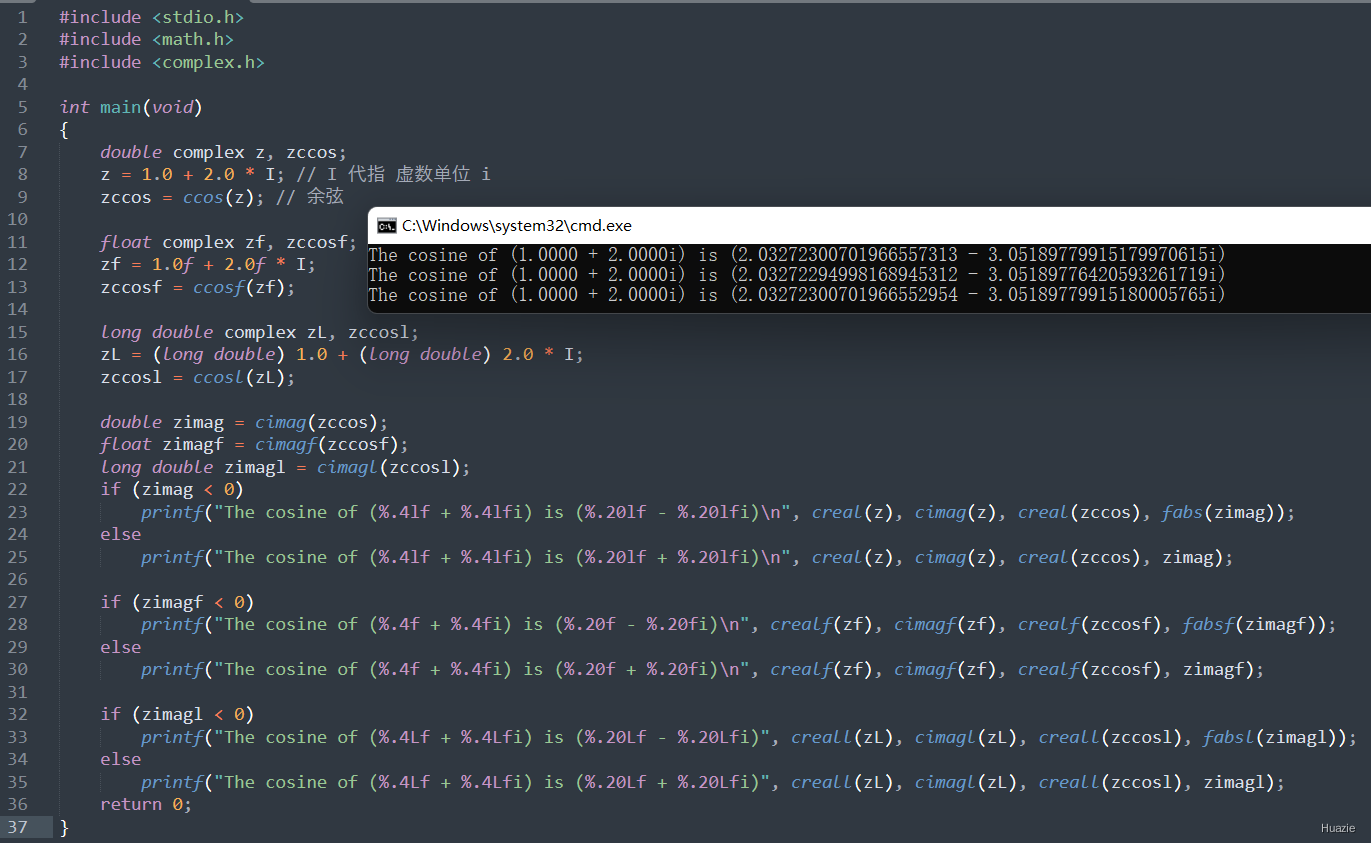 1 #include <stdio.h>
2 #include <math.h>
3 #include <complex.h>
4
5 int main(void)
6 {
7     double complex z, zccos;
8     z = 1.0 + 2.0 * I; // I 代指 虚数单位 i
9     zccos = ccos(z); // 余弦
10
11     float complex zf, zccosf;
12     zf = 1.0f + 2.0f * I;
13     zccosf = ccosf(zf);
14
15     long double complex zL, zccosl;
16     zL = (long double) 1.0 + (long double) 2.0 * I;
17     zccosl = ccosl(zL);
18
19     double zimag = cimag(zccos);
20     float zimagf = cimagf(zccosf);
21     long double zimagl = cimagl(zccosl);
22     if (zimag < 0)
23         printf("The cosine of (%.4lf + %.4lfi) is (%.20lf - %.20lfi)\n", creal(z), cimag(z), creal(zccos), fabs(zimag));
24     else
25         printf("The cosine of (%.4lf + %.4lfi) is (%.20lf + %.20lfi)\n", creal(z), cimag(z), creal(zccos), zimag);
26
27     if (zimagf < 0)
28         printf("The cosine of (%.4f + %.4fi) is (%.20f - %.20fi)\n", crealf(zf), cimagf(zf), crealf(zccosf), fabsf(zimagf));
29     else
30         printf("The cosine of (%.4f + %.4fi) is (%.20f + %.20fi)\n", crealf(zf), cimagf(zf), crealf(zccosf), zimagf);
31
32     if (zimagl < 0)
33         printf("The cosine of (%.4Lf + %.4Lfi) is (%.20Lf - %.20Lfi)", creall(zL), cimagl(zL), creall(zccosl), fabsl(zimagl));
34     else
35         printf("The cosine of (%.4Lf + %.4Lfi) is (%.20Lf + %.20Lfi)", creall(zL), cimagl(zL), creall(zccosl), zimagl);
36     return 0;
37 }
C:\Windows\system32\cmd.exe
The cosine of (1.0000 + 2.0000i) is (2.03272300701966557313 - 3.05189779915179970615i)
The cosine of (1.0000 + 2.0000i) is (2.03272294998168945312 - 3.05189776420593261719i)
The cosine of (1.0000 + 2.0000i) is (2.03272300701966552954 - 3.05189779915180005765i)
Huazie